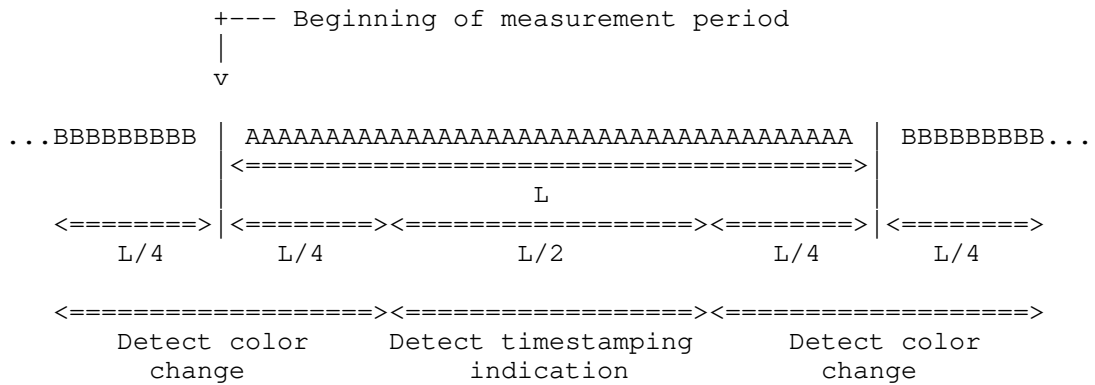 +--- Beginning of measurement period
|
v
...BBBBBBBBB | AAAAAAAAAAAAAAAAAAAAAAAAAAAAAAAAAAAAAA | BBBBBBBBB...
|<======================================>|
| L |
<========>|<========><==================><========>|<========>
L/4 L/4 L/2 L/4 L/4
<===================><==================><===================>
Detect color Detect timestamping Detect color
change indication change